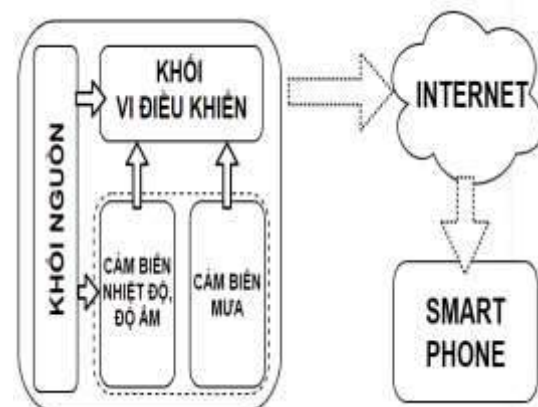 KHỐI NGUỒN
KHỐI
VI ĐIỀU KHIỂN
CẢM BIẾN
NHIỆT ĐỘ,
ĐỘ ẨM
CẢM BIẾN
MƯA
INTERNET
SMART
PHONE